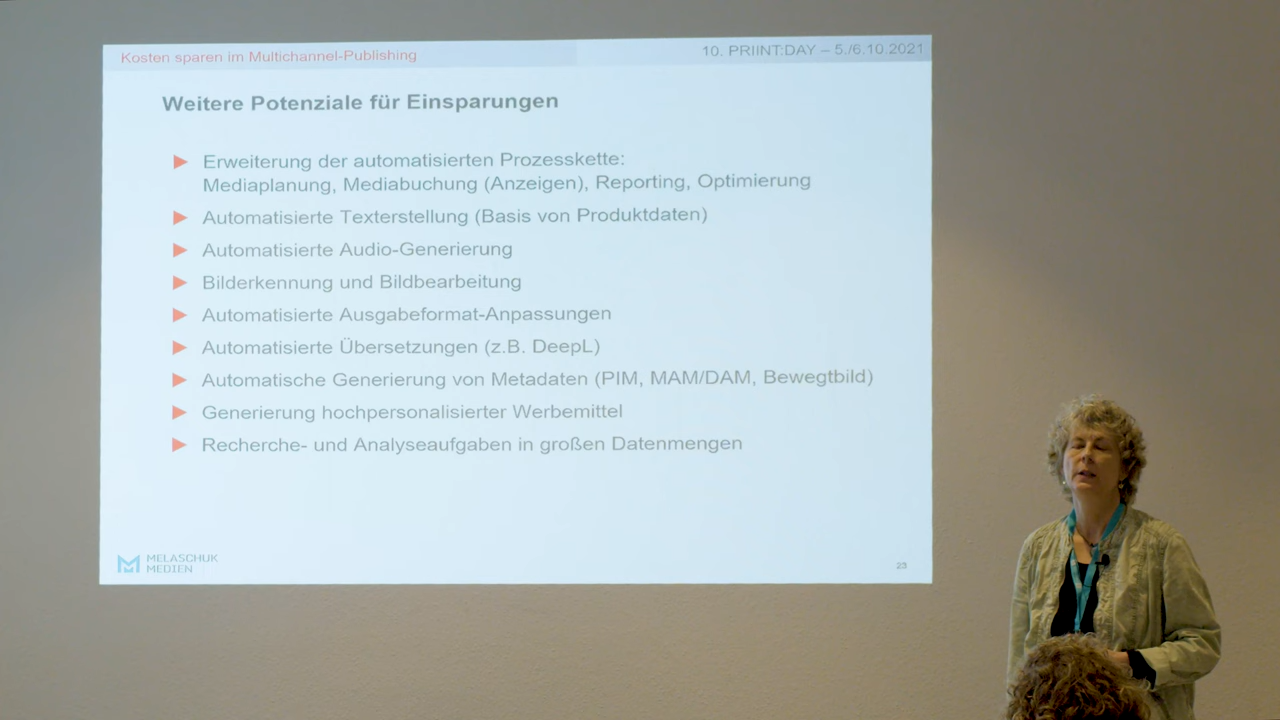 Kosten sparen im Multichannel-Publishing
10. PRIINT:DAY – 5./6.10.2021
Weitere Potenziale für Einsparungen
Erweiterung der automatisierten Prozesskette:
Mediaplanung, Mediabuchung (Anzeigen), Reporting, Optimierung
Automatisierte Texterstellung (Basis von Produktdaten)
Automatisierte Audio-Generierung
Bilderkennung und Bildbearbeitung
Automatisierte Ausgabeformat-Anpassungen
Automatisierte Übersetzungen (z.B. DeepL)
Automatische Generierung von Metadaten (PIM, MAM/DAM, Bewegtbild)
Generierung hochpersonalisierter Werbemittel
Recherche- und Analyseaufgaben in großen Datenmengen
MELASCHUK
MEDIEN
23